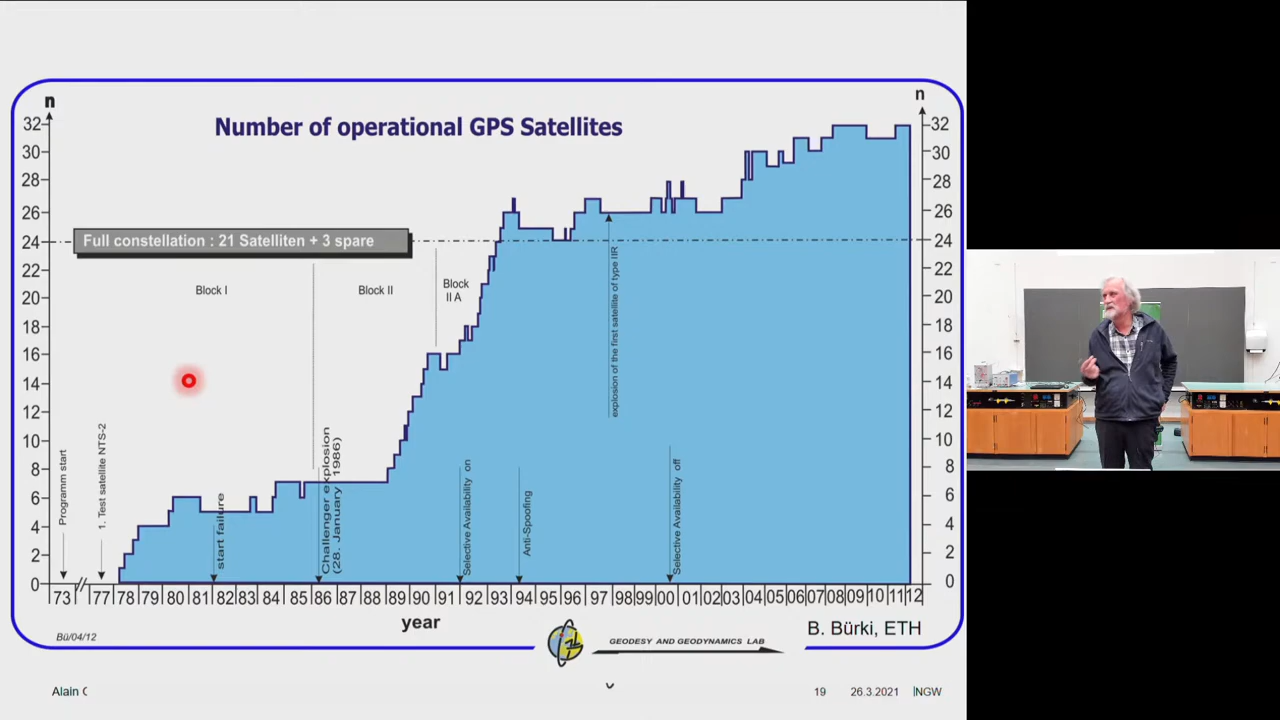 n
n
Number of operational GPS Satellites
32
30
28
26
24
22
20
18
16
14
12
10
8
6
4
2
0
32
30
28
26
24
22
20
18
16
14
12
10
8
6
4
2
0
Full constellation : 21 Satelliten + 3 spare
Block I
Block II
Block
II A
Programm start
1. Test satellite NTS-2
start failure
Challenger explosion
(28. January 1986)
Selective Availability on
Anti-Spoofing
explosion of the first satellite of type IIR
Selective Availability off
73 77 78 79 80 81 82 83 84 85 86 87 88 89 90 91 92 93 94 95 96 97 98 99 00 01 02 03 04 05 06 07 08 09 10 11 12
year
Bü/04/12
GEODESY AND GEODYNAMICS LAB
B. Bürki, ETH
Alain
19 26.3.2021 NGW